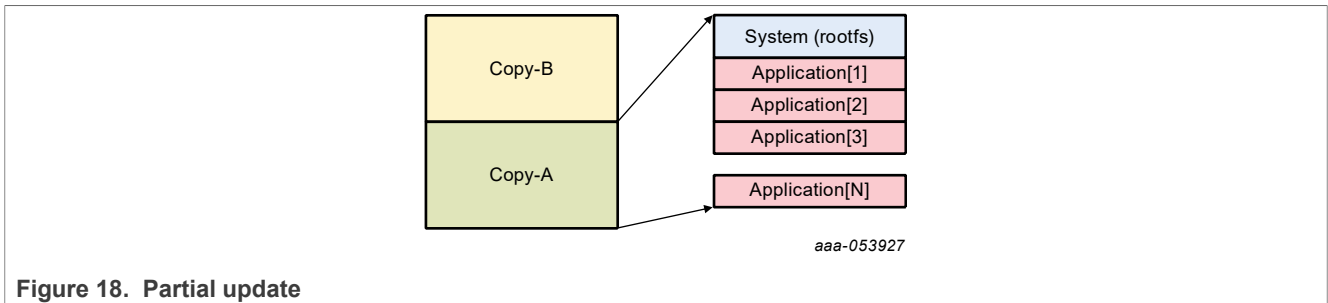 Copy-B
Copy-A
System (rootfs)
Application[1]
Application[2]
Application[3]
Application[N]
aaa-053927
Figure 18. Partial update